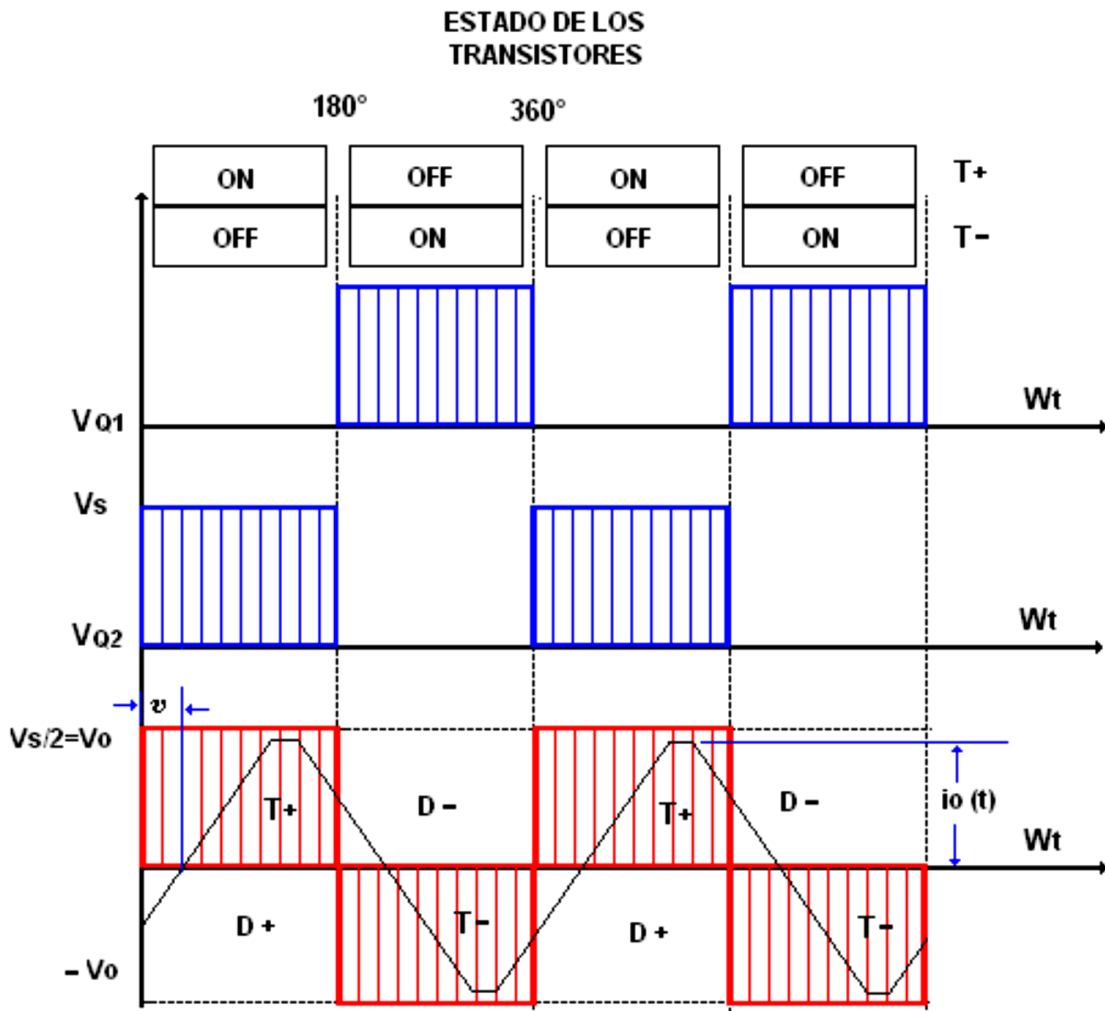 ESTADO DE LOS
TRANSISTORES
180° 360°
ON OFF ON OFF T+
OFF ON OFF ON T-
VQ1 Wt
Vs
VQ2 Wt
v
Vs/2=Vo
T+ D- T+ D- io (t)
Wt
D+ T- D+ T-
-Vo